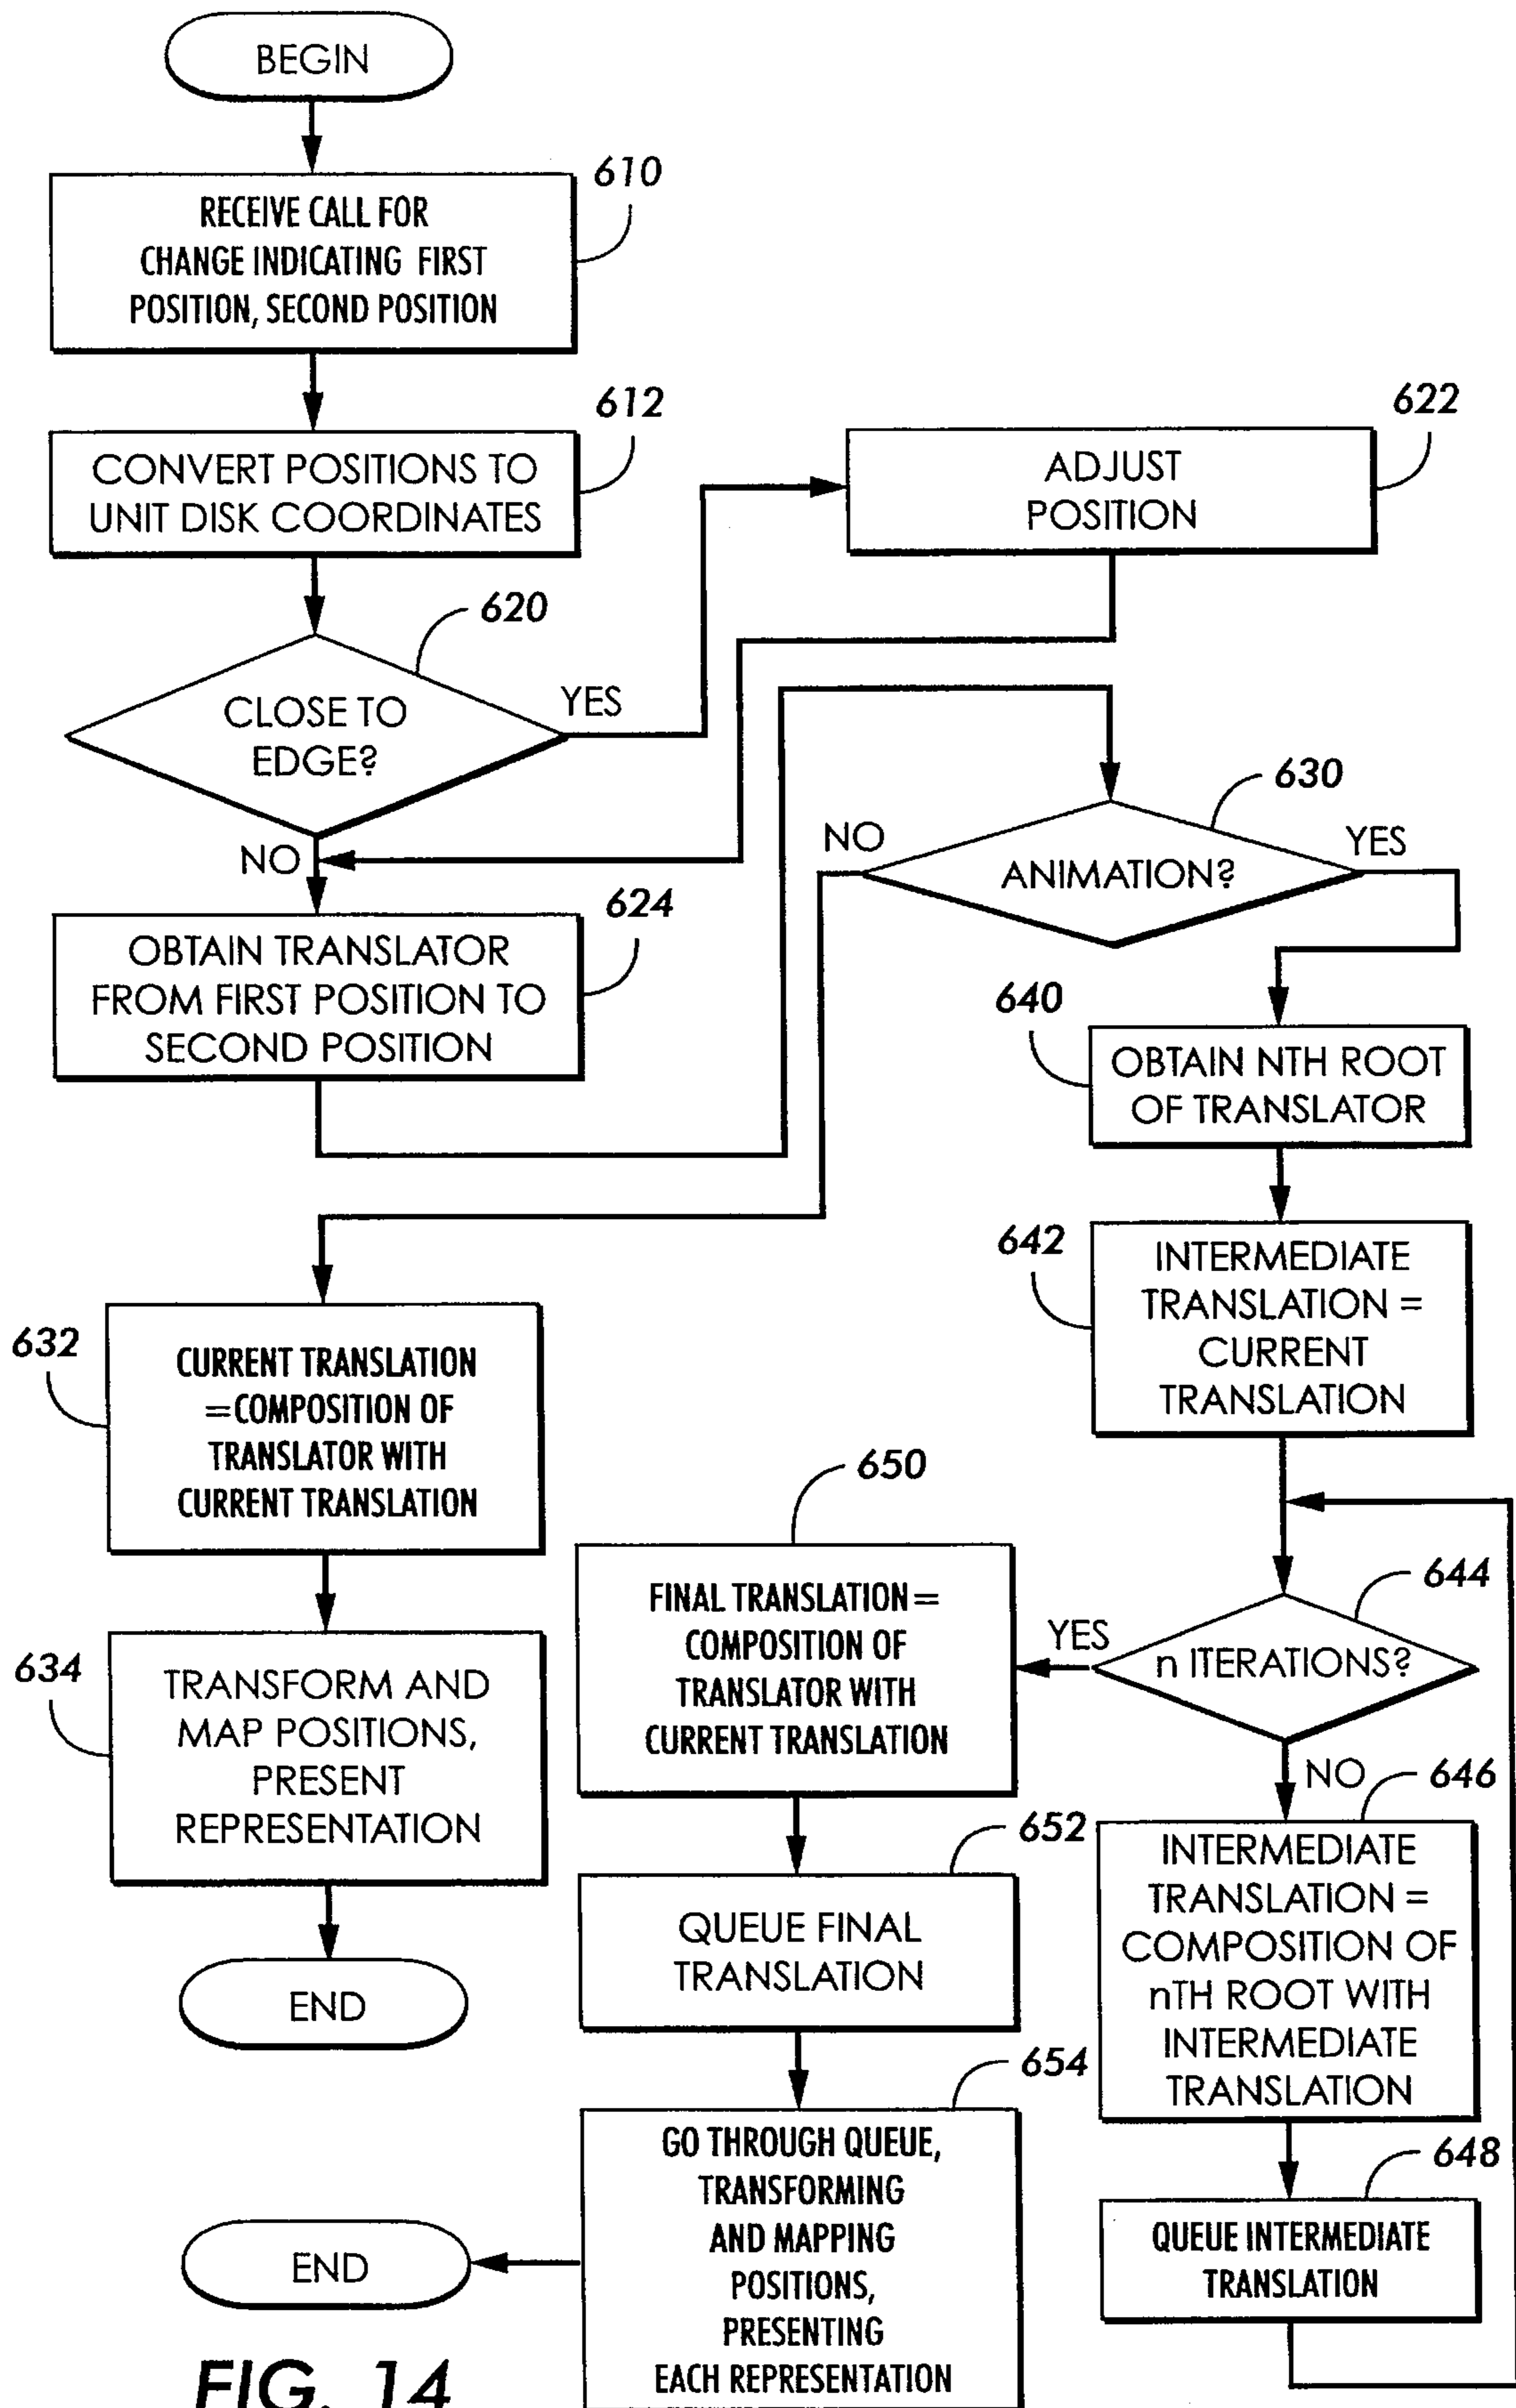 BEGIN
610
RECEIVE CALL FOR
CHANGE INDICATING FIRST
POSITION, SECOND POSITION
612
CONVERT POSITIONS TO
UNIT DISK COORDINATES
622
ADJUST
POSITION
620
CLOSE TO
EDGE?
YES
NO
624
OBTAIN TRANSLATOR
FROM FIRST POSITION TO
SECOND POSITION
630
NO
ANIMATION?
YES
640
OBTAIN NTH ROOT
OF TRANSLATOR
642
INTERMEDIATE
TRANSLATION =
CURRENT
TRANSLATION
632
CURRENT TRANSLATION
=COMPOSITION OF
TRANSLATOR WITH
CURRENT TRANSLATION
634
TRANSFORM AND
MAP POSITIONS,
PRESENT
REPRESENTATION
END
644
n ITERATIONS?
YES
NO
650
FINAL TRANSLATION=
COMPOSITION OF
TRANSLATOR WITH
CURRENT TRANSLATION
652
QUEUE FINAL
TRANSLATION
646
INTERMEDIATE
TRANSLATION =
COMPOSITION OF
nTH ROOT WITH
INTERMEDIATE
TRANSLATION
648
QUEUE INTERMEDIATE
TRANSLATION
654
GO THROUGH QUEUE,
TRANSFORMING
AND MAPPING
POSITIONS,
PRESENTING
EACH REPRESENTATION
END
FIG. 14